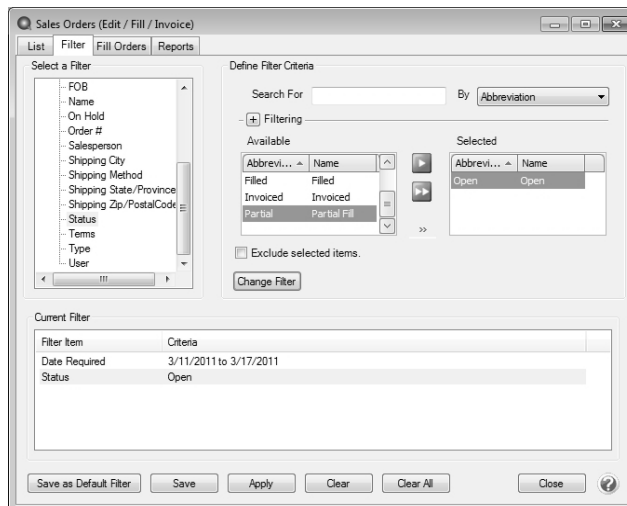 Sales Orders (Edit / Fill / Invoice)
List Filter Fill Orders Reports
Select a Filter
FOB
Name
On Hold
Order #
Salesperson
Shipping City
Shipping Method
Shipping State/Province
Shipping Zip/PostalCode
Status
Terms
Type
User
Define Filter Criteria
Search For By Abbreviation
Filtering
Available Selected
Abbrevi... Name Abbrevi... Name
Filled Filled Open Open
Invoiced Invoiced
Partial Partial Fill
>>
Exclude selected items.
Change Filter
Current Filter
Filter Item Criteria
Date Required 3/11/2011 to 3/17/2011
Status Open
Save as Default Filter Save Apply Clear Clear All Close ?